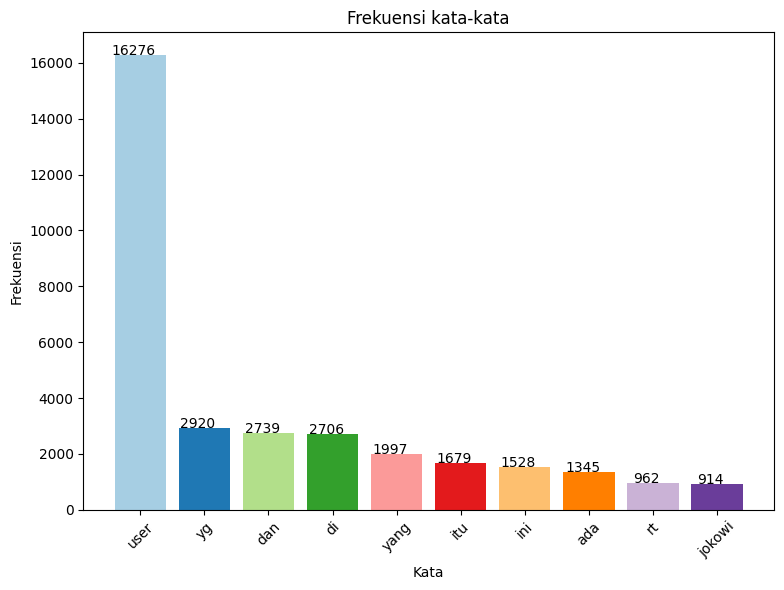 Frekuensi kata-kata
16276
16000
14000
12000
10000
8000
6000
4000
2000
0
Frekuensi
2920
2739
2706
1997
1679
1528
1345
962
914
user
yg
dan
di
yang
itu
ini
ada
rt
jokowi
Kata